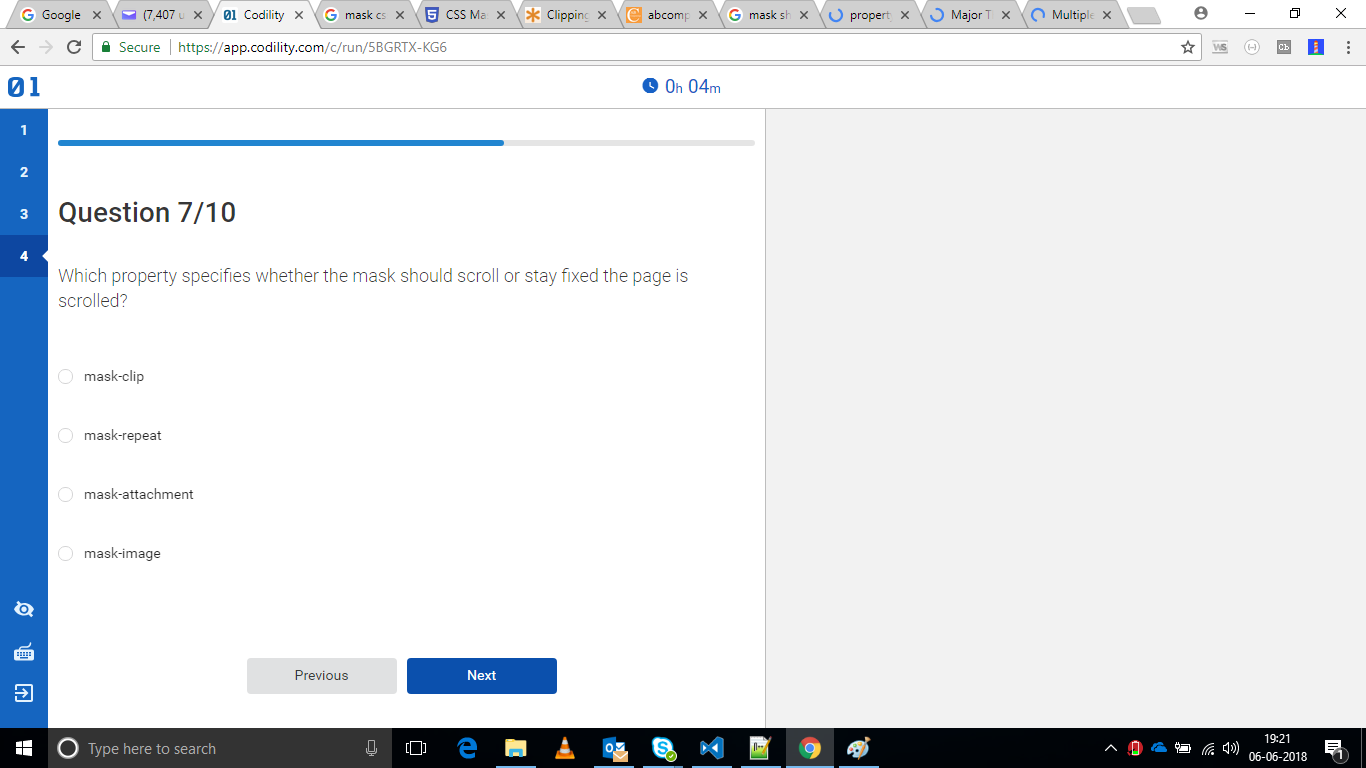 Google
(7,407 u
Codility
mask cs
CSS Ma
Clipping
abcomp
mask sh
propert
Major T
Multiple
Secure
https://app.codility.com/c/run/5BGRTX-KG6
01
0h 04m
1
2
3
4
Question 7/10
Which property specifies whether the mask should scroll or stay fixed the page is
scrolled?
mask-clip
mask-repeat
mask-attachment
mask-image
Previous
Next
Type here to search
19:21
06-06-2018
1